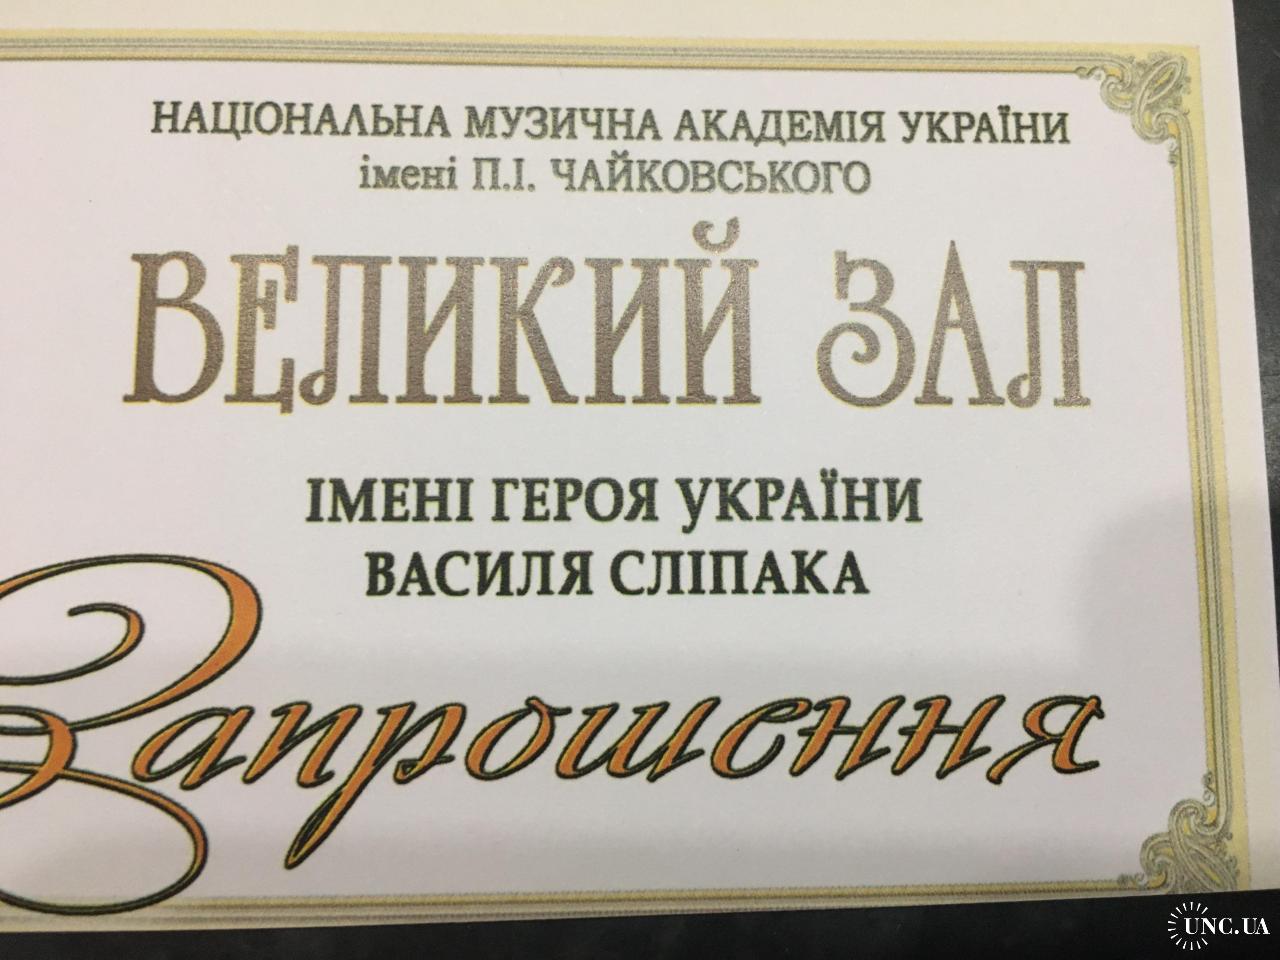 НАЦІОНАЛЬНА МУЗИЧНА АКАДЕМІЯ УКРАЇНИ
імені П.І. ЧАЙКОВСЬКОГО
ВЕЛИКИЙ ЗАЛ
ІМЕНІ ГЕРОЯ УКРАЇНИ
ВАСИЛЯ СЛІПАКА
Запрошення
UNC.UA